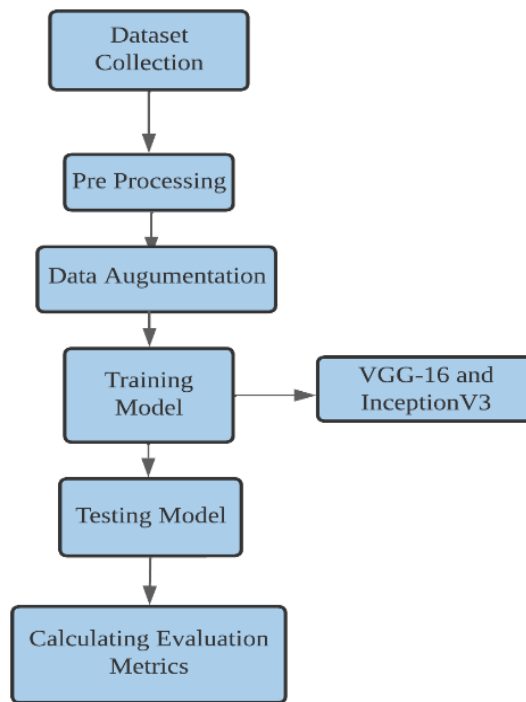 Dataset
Collection
Pre Processing
Data Augumentation
Training
Model
VGG-16 and
InceptionV3
Testing Model
Calculating Evaluation
Metrics